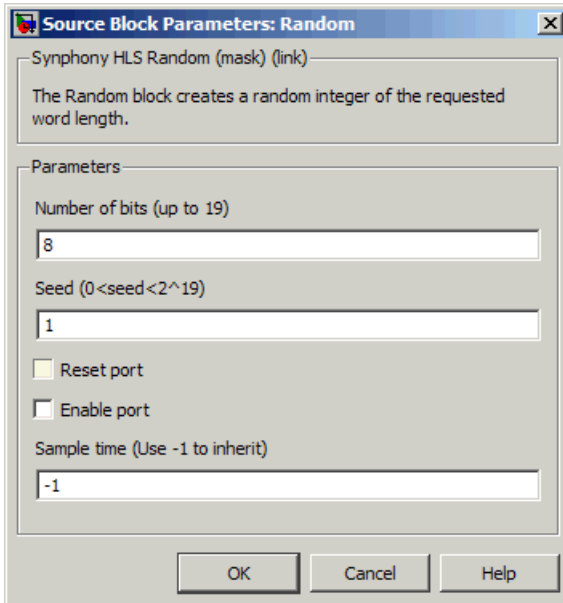 Source Block Parameters: Random
Synphony HLS Random (mask) (link)
The Random block creates a random integer of the requested
word length.
Parameters
Number of bits (up to 19)
8
Seed (0<seed<2^19)
1
Reset port
Enable port
Sample time (Use -1 to inherit)
-1
OK Cancel Help